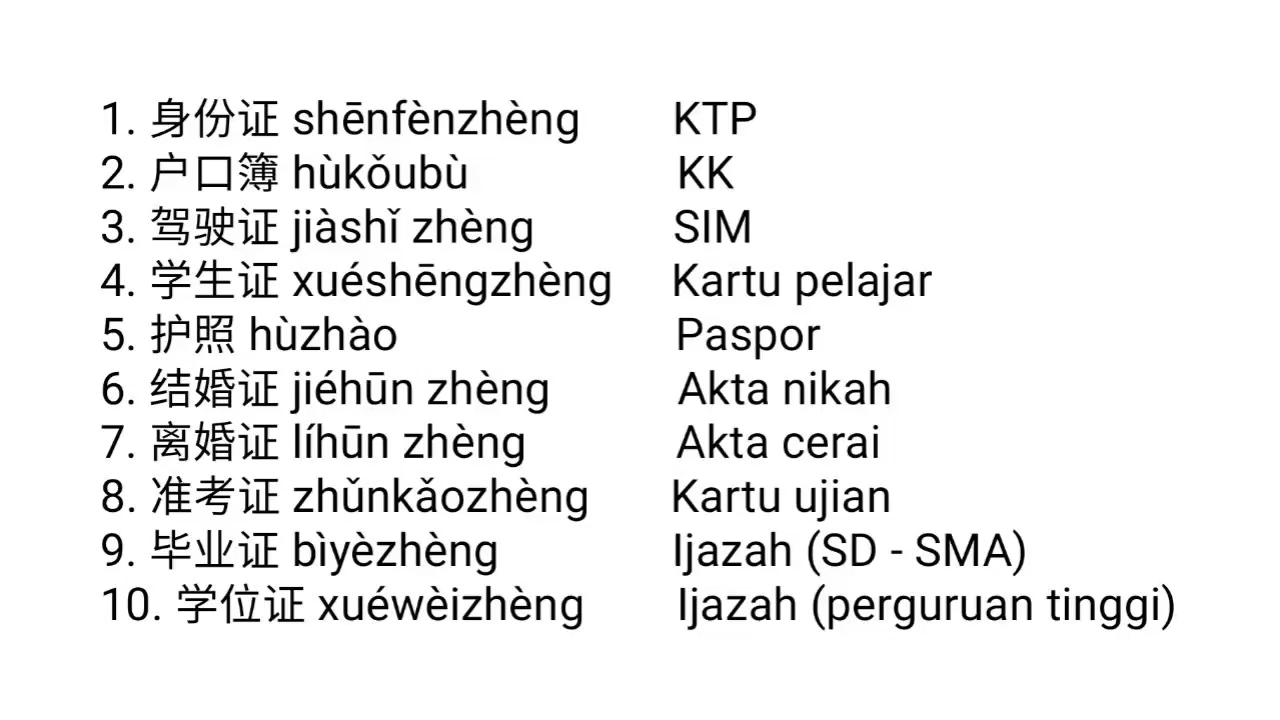 1. 身份证 shēnfènzhèng KTP
2. 户口簿 hùkǒubù KK
3. 驾驶证 jiàshǐ zhèng SIM
4. 学生证 xuéshēngzhèng Kartu pelajar
5. 护照 hùzhào Paspor
6. 结婚证 jiéhūn zhèng Akta nikah
7. 离婚证 líhūn zhèng Akta cerai
8. 准考证 zhǔnkǎozhèng Kartu ujian
9. 毕业证 bìyèzhèng Ijazah (SD - SMA)
10. 学位证 xuéwèizhèng Ijazah (perguruan tinggi)